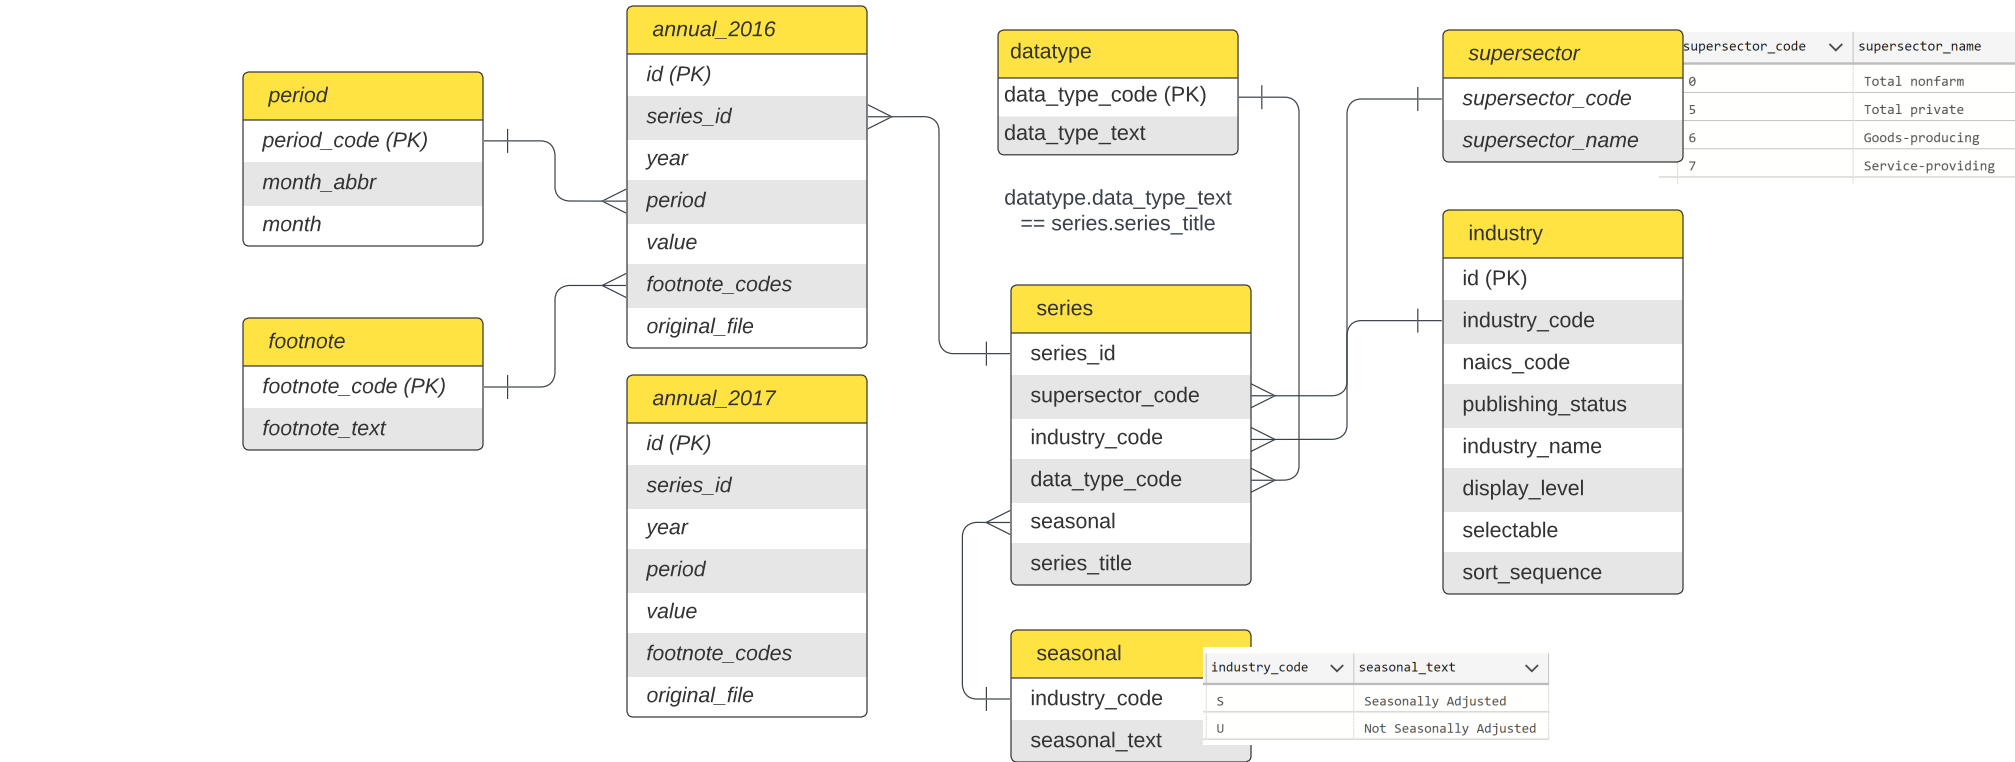 period
period_code (PK)
month_abbr
month
footnote
footnote_code (PK)
footnote_text
annual_2016
id (PK)
series_id
year
period
value
footnote_codes
original_file
annual_2017
id (PK)
series_id
year
period
value
footnote_codes
original_file
datatype
data_type_code (PK)
data_type_text
datatype.data_type_text
== series.series_title
series
series_id
supersector_code
industry_code
data_type_code
seasonal
series_title
seasonal
industry_code
seasonal_text
industry_code seasonal_text
S Seasonally Adjusted
U Not Seasonally Adjusted
supersector
supersector_code
supersector_name
supersector_code supersector_name
0 Total nonfarm
5 Total private
6 Goods-producing
7 Service-providing
industry
id (PK)
industry_code
naics_code
publishing_status
industry_name
display_level
selectable
sort_sequence